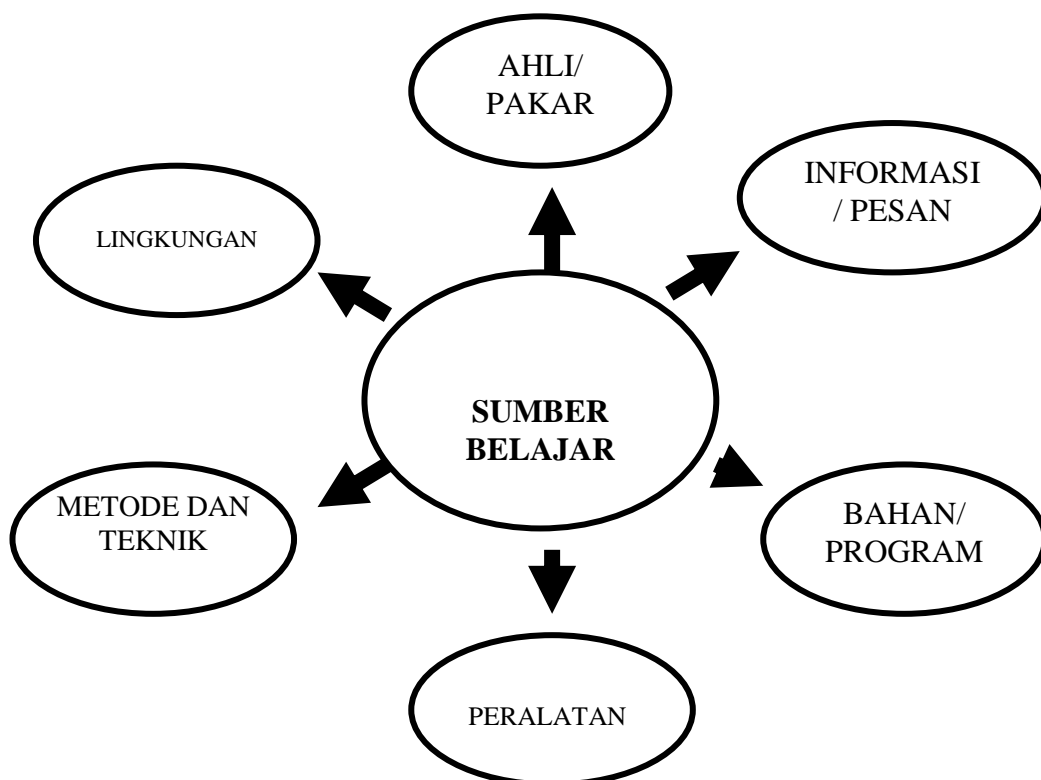 AHLI/
PAKAR
INFORMASI
/ PESAN
LINGKUNGAN
SUMBER
BELAJAR
METODE DAN
TEKNIK
BAHAN/
PROGRAM
PERALATAN